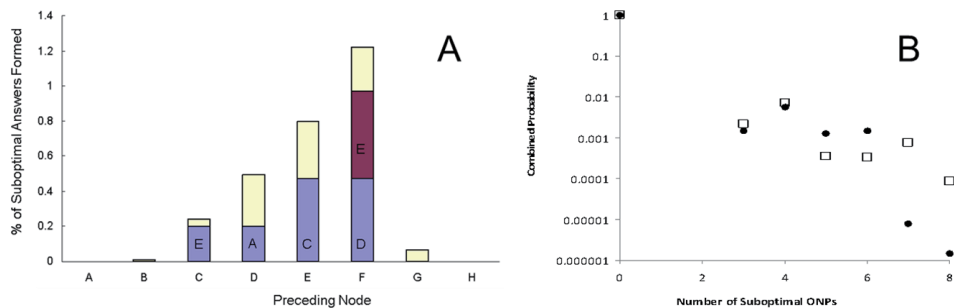 A
% of Suboptimal Answers Formed
1.4
1.2
1
0.8
0.6
0.4
0.2
0
E
A
C
E
D
A B C D E F G H
Preceding Node
B
Combined Probability
1
0.1
0.01
0.001
0.0001
0.00001
0.000001
0 2 4 6 8
Number of Suboptimal ONPs